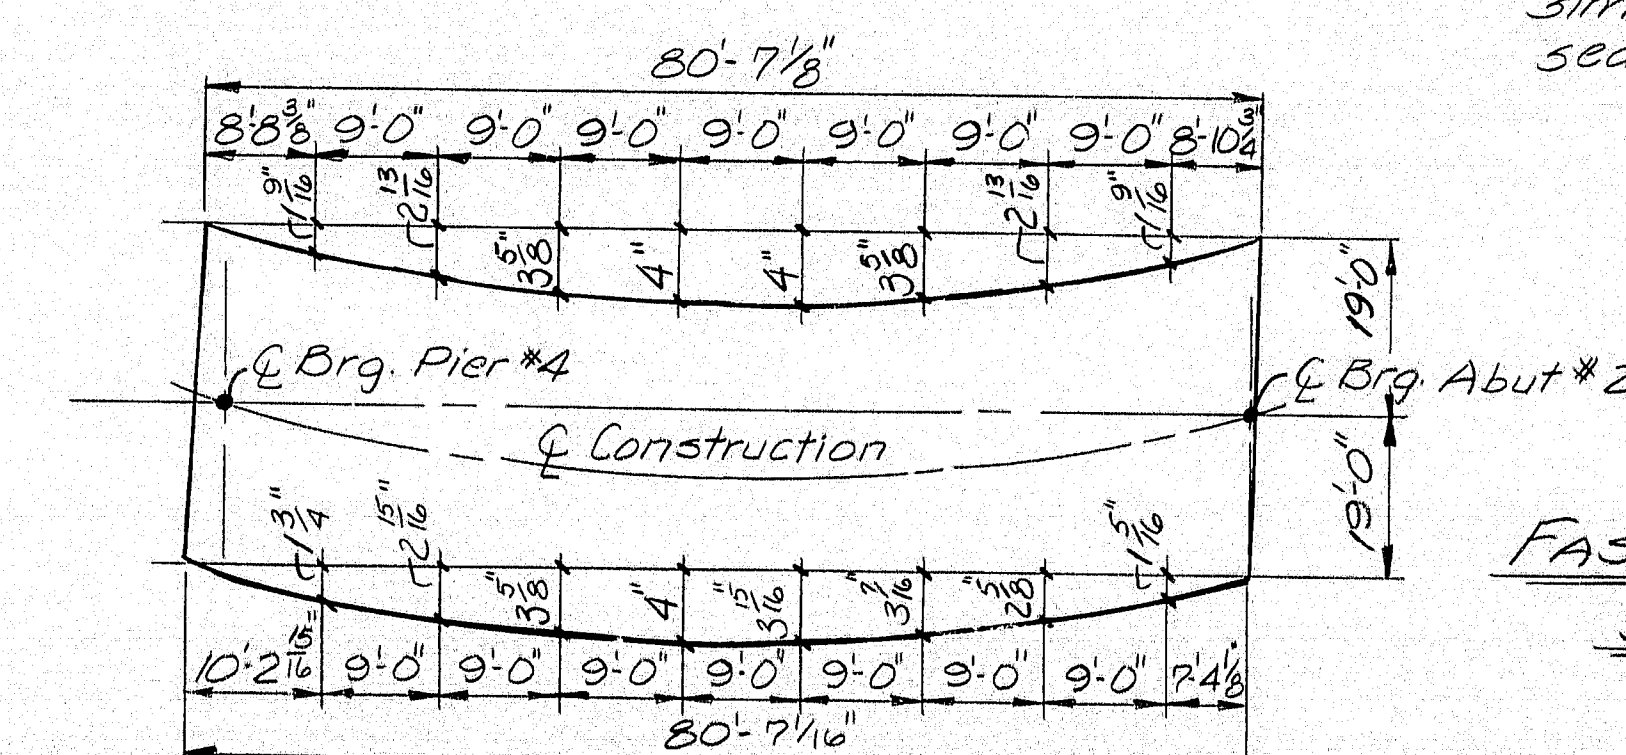 80'-7 1/8"
8'-8 3/8" 9'-0" 9'-0" 9'-0" 9'-0" 9'-0" 9'-0" 9'-0" 8'-10 3/4"
1 9/16" 2 13/16 3 5/8" 4" 4" 3 5/8" 2 13/16 1 9/16"
19'-0"
℄ Brg. Pier #4
℄ Brg. Abut #2
℄ Construction
19'-0"
1 3/4" 2 15/16" 3 5/8" 4" 3 15/16" 3 7/16" 2 5/8" 1 5/16"
10'-2 15/16" 9'-0" 9'-0" 9'-0" 9'-0" 9'-0" 9'-0" 9'-0" 7'-4 1/8"
80'-7 1/16"